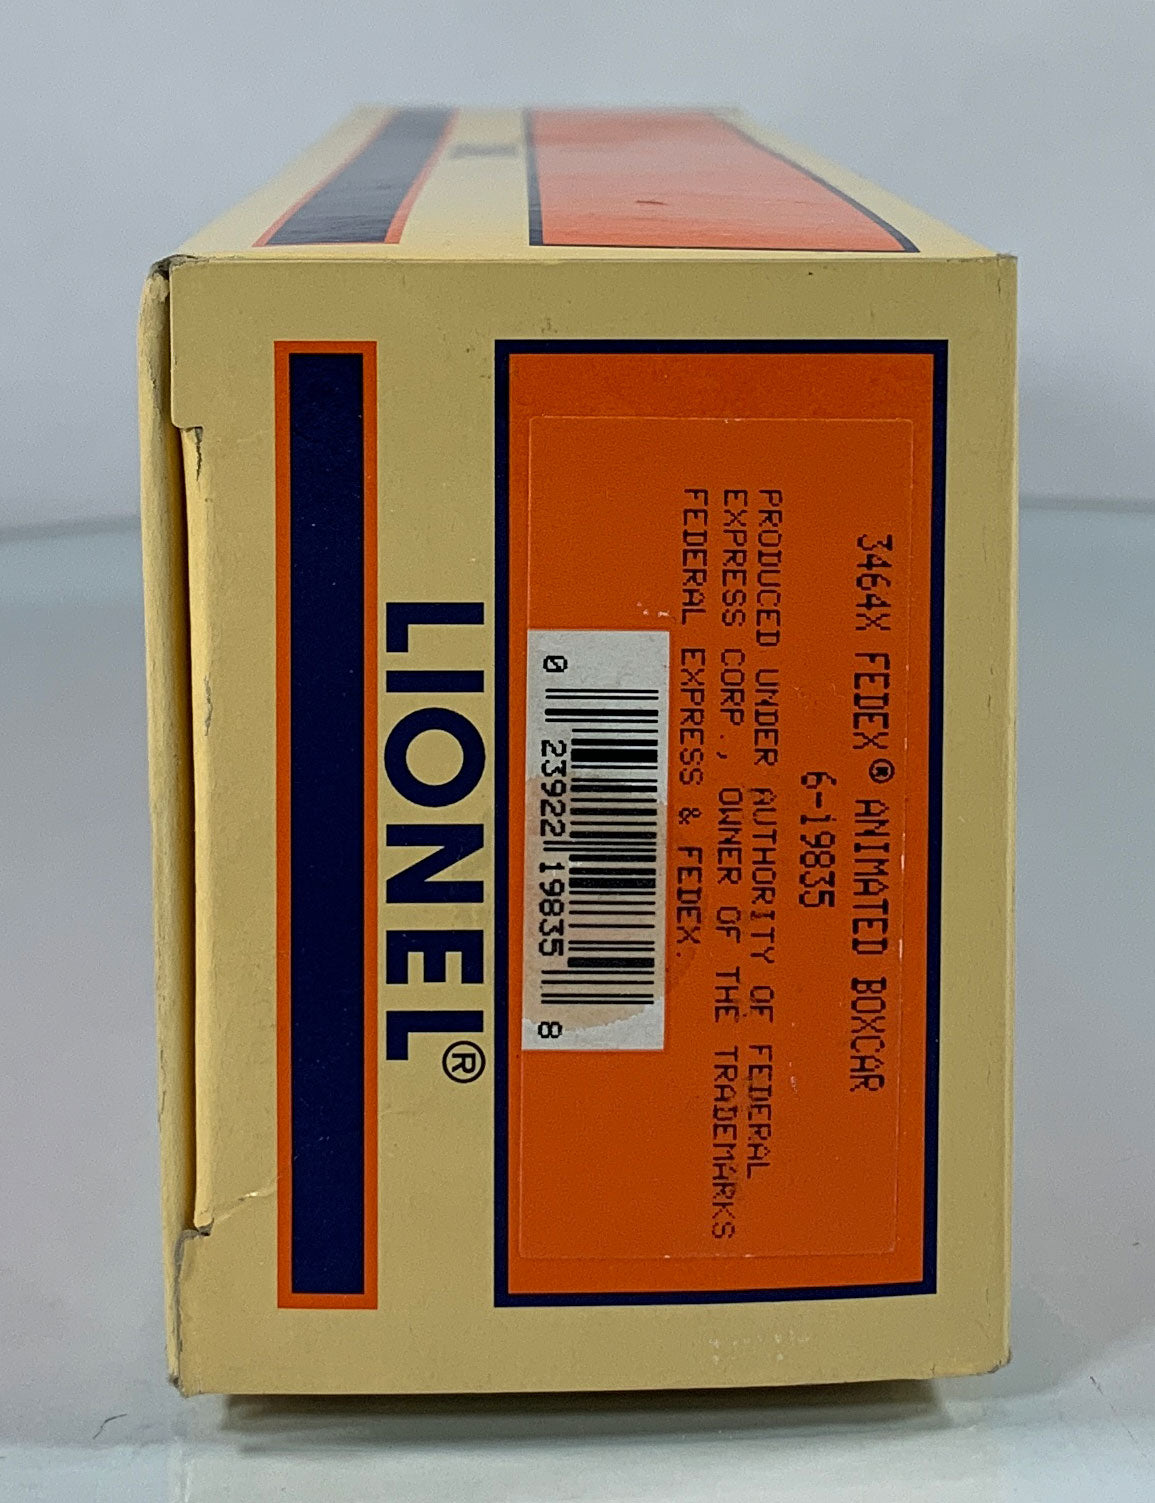 3464X FEDEX® ANIMATED BOXCAR
6-19835
PRODUCED UNDER AUTHORITY OF FEDERAL
EXPRESS CORP., OWNER OF THE TRADEMARKS
FEDERAL EXPRESS & FEDEX.
0 23922 19835 8
LIONEL®